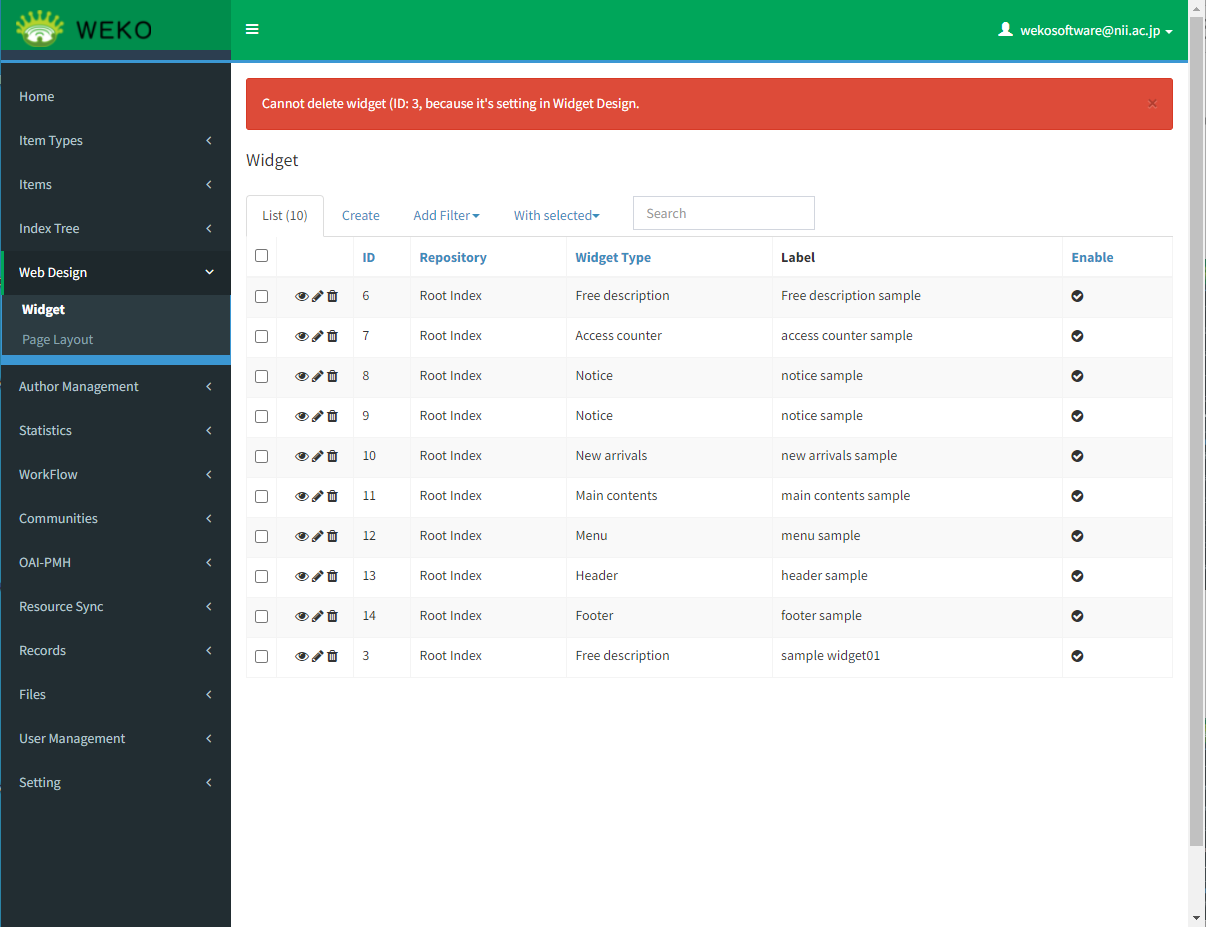 WEKO
wekosoftware@nii.ac.jp
Home
Item Types
Items
Index Tree
Web Design
Widget
Page Layout
Author Management
Statistics
WorkFlow
Communities
OAI-PMH
Resource Sync
Records
Files
User Management
Setting
Cannot delete widget (ID: 3, because it's setting in Widget Design. ×
Widget
List (10) Create Add Filter With selected Search
ID Repository Widget Type Label Enable
6 Root Index Free description Free description sample
7 Root Index Access counter access counter sample
8 Root Index Notice notice sample
9 Root Index Notice notice sample
10 Root Index New arrivals new arrivals sample
11 Root Index Main contents main contents sample
12 Root Index Menu menu sample
13 Root Index Header header sample
14 Root Index Footer footer sample
3 Root Index Free description sample widget01